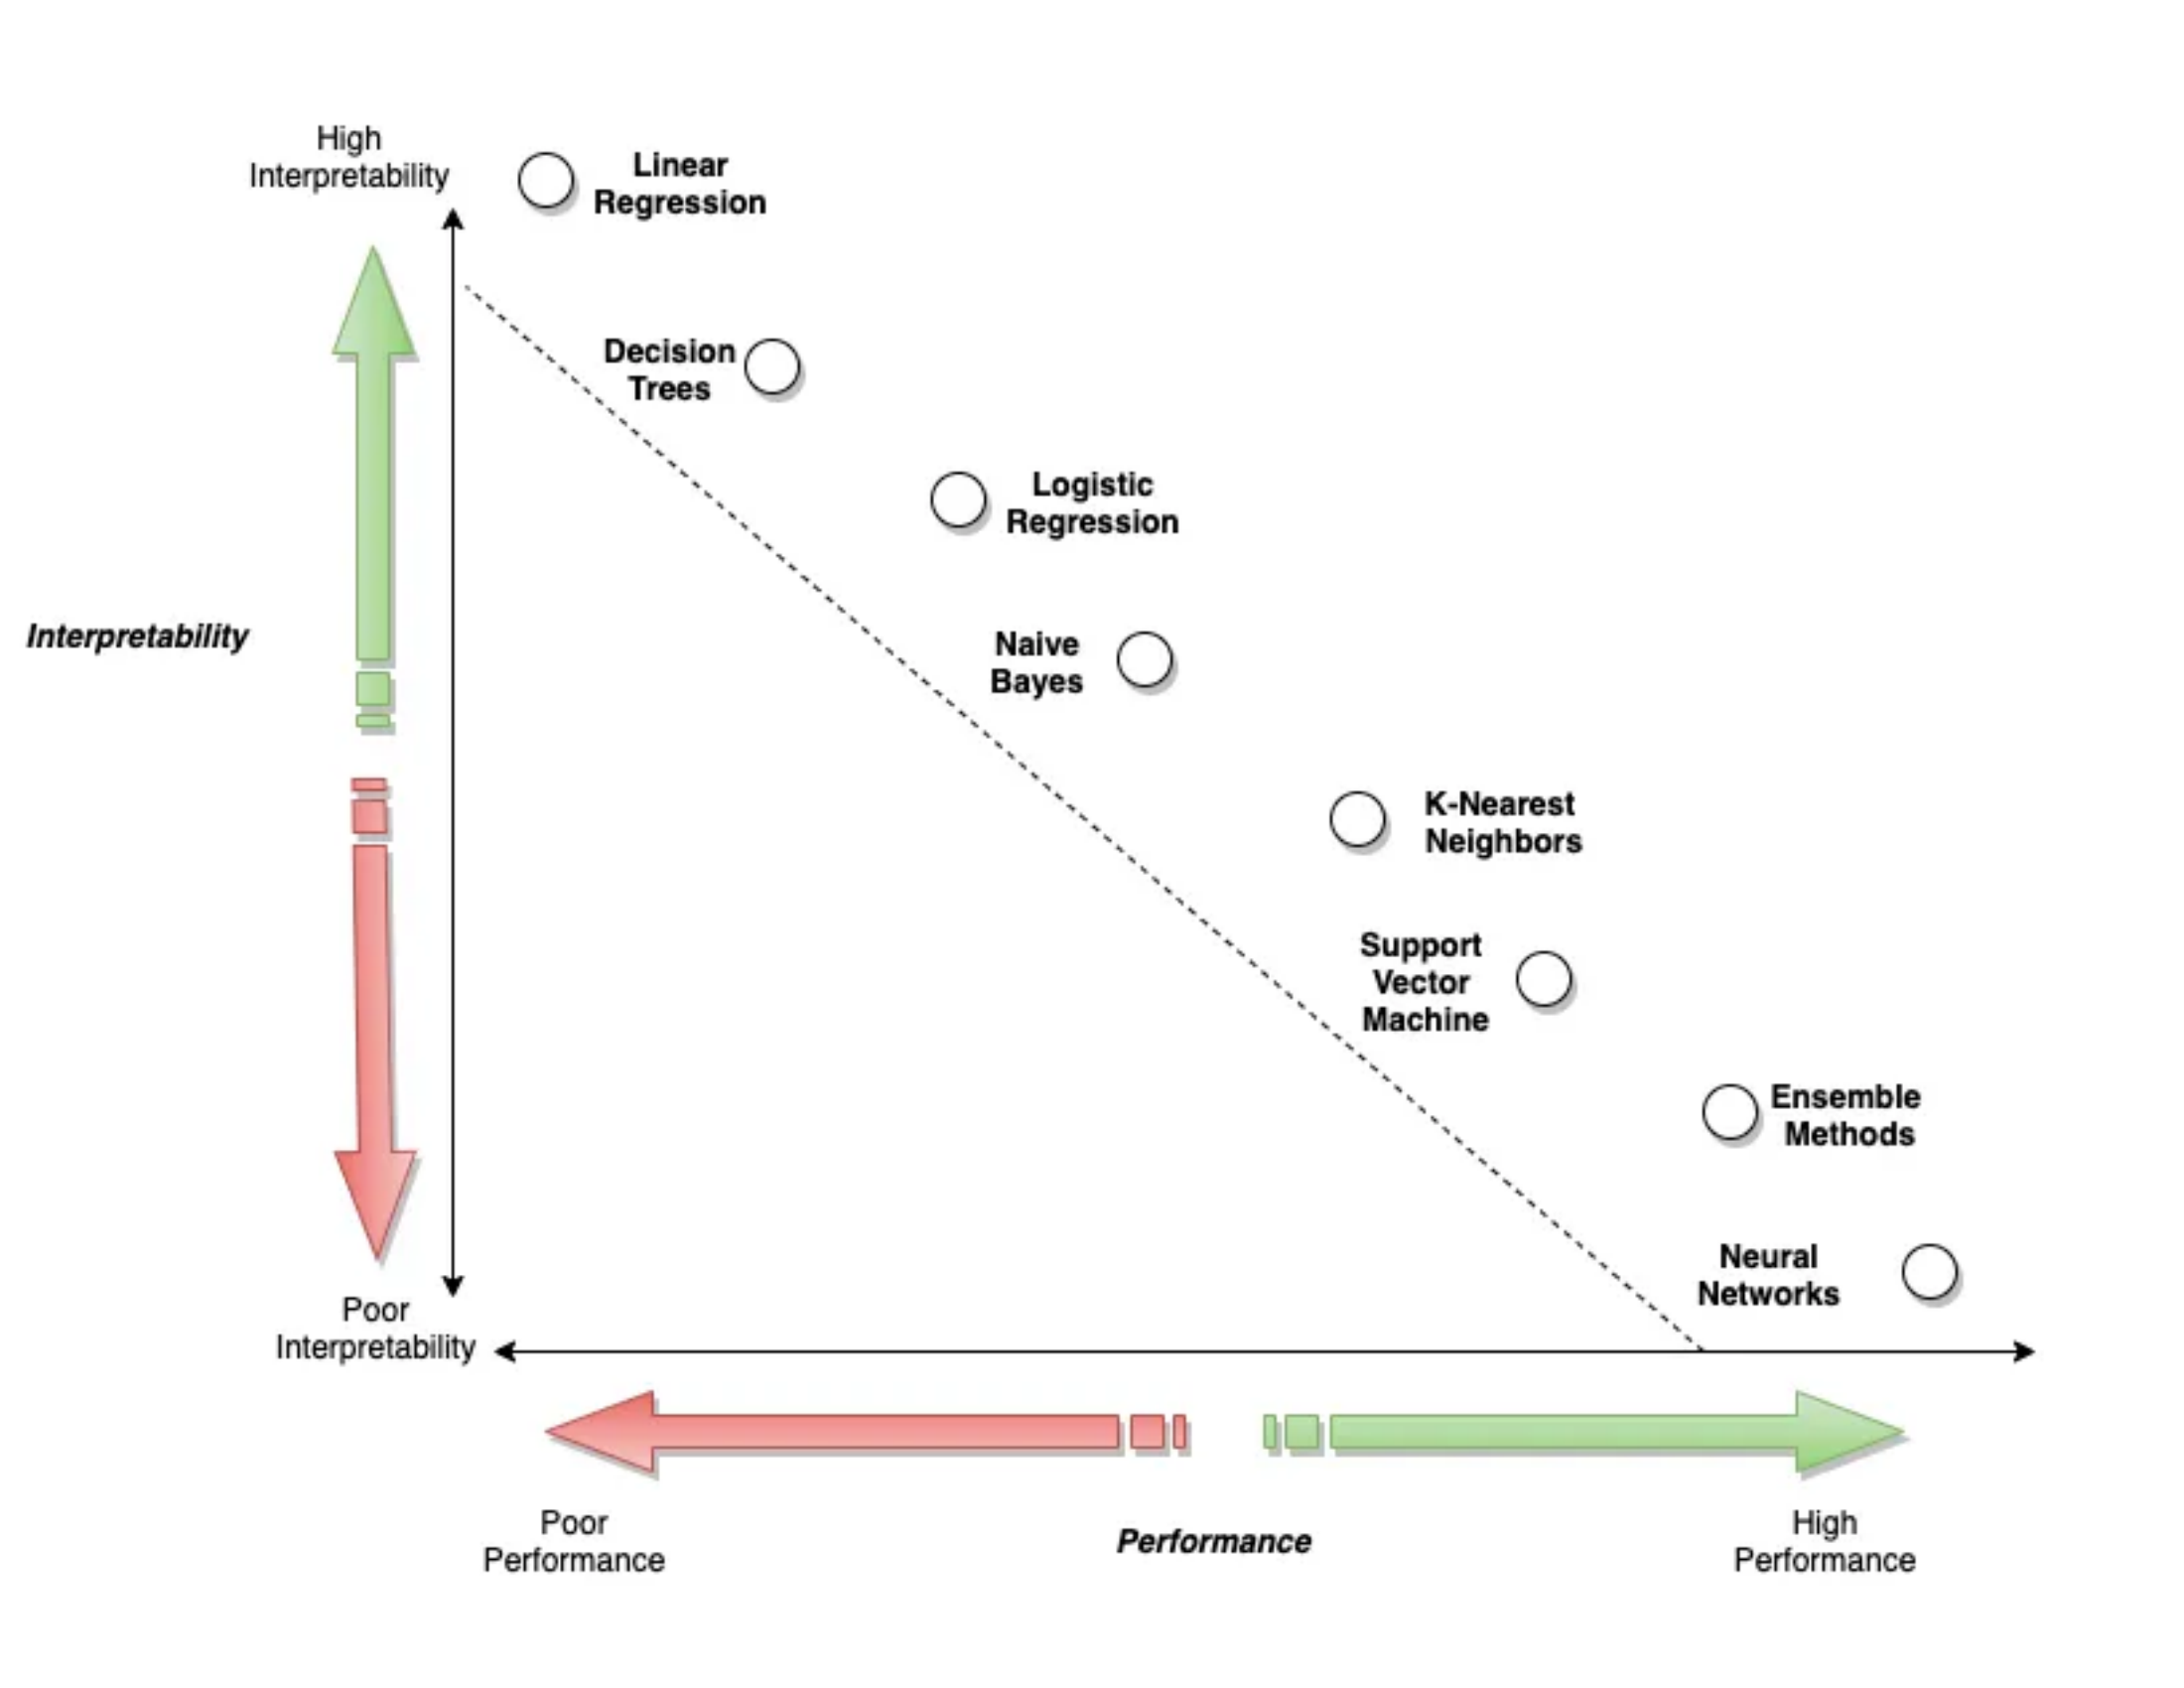 High
Interpretability
Linear
Regression
Decision
Trees
Logistic
Regression
Interpretability
Naive
Bayes
K-Nearest
Neighbors
Support
Vector
Machine
Ensemble
Methods
Neural
Networks
Poor
Interpretability
Poor
Performance
Performance
High
Performance